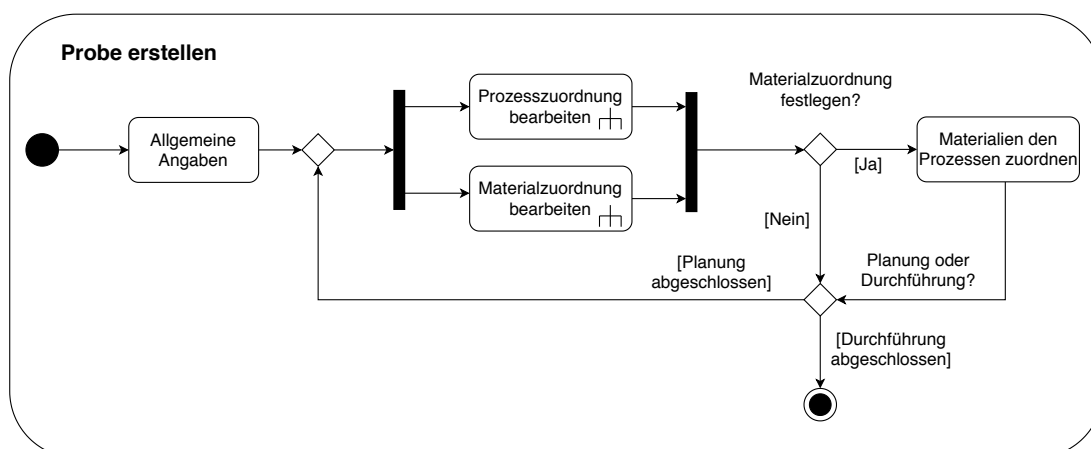 Probe erstellen
Allgemeine
Angaben
Prozesszuordnung
bearbeiten
Materialzuordnung
bearbeiten
Materialzuordnung
festlegen?
[Ja]
Materialien den
Prozessen zuordnen
[Nein]
Planung oder
Durchführung?
[Planung
abgeschlossen]
[Durchführung
abgeschlossen]